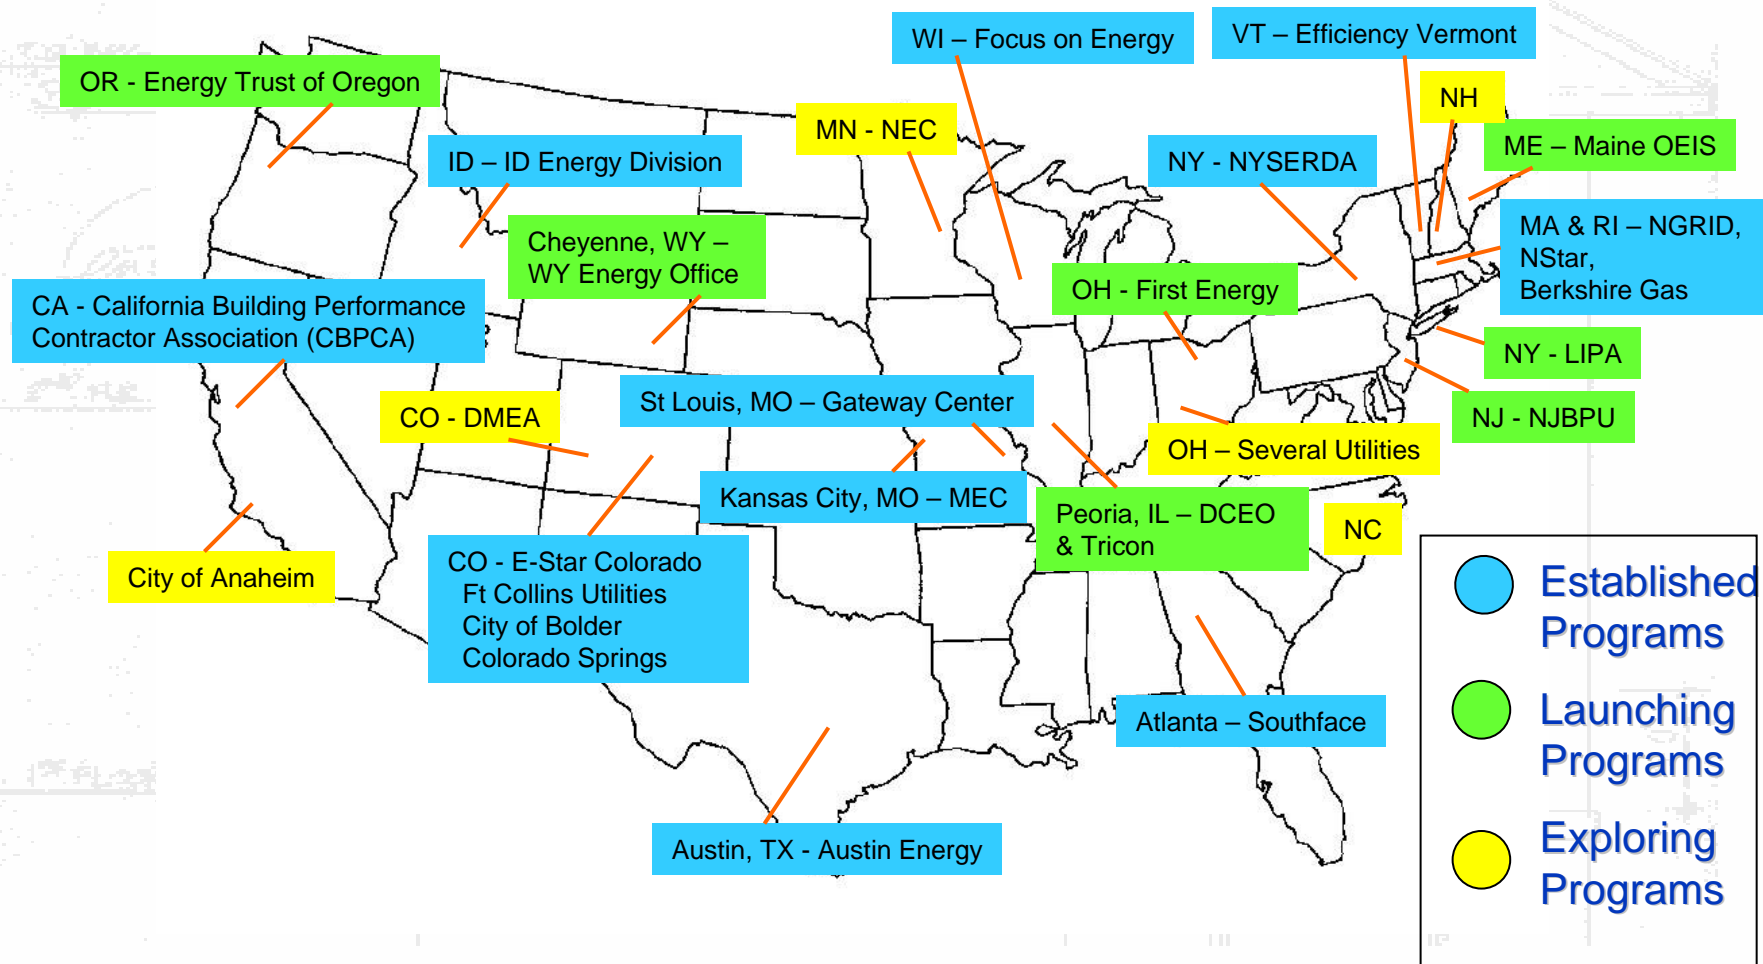 WI – Focus on Energy
VT – Efficiency Vermont
OR - Energy Trust of Oregon
NH
MN - NEC
ME – Maine OEIS
ID – ID Energy Division
NY - NYSERDA
MA & RI – NGRID,
NStar,
Berkshire Gas
Cheyenne, WY –
WY Energy Office
OH - First Energy
CA - California Building Performance
Contractor Association (CBPCA)
NY - LIPA
St Louis, MO – Gateway Center
CO - DMEA
NJ - NJBPU
OH – Several Utilities
Kansas City, MO – MEC
Peoria, IL – DCEO
& Tricon
NC
City of Anaheim
CO - E-Star Colorado
Ft Collins Utilities
City of Bolder
Colorado Springs
Atlanta – Southface
Austin, TX - Austin Energy
Established
Programs
Launching
Programs
Exploring
Programs